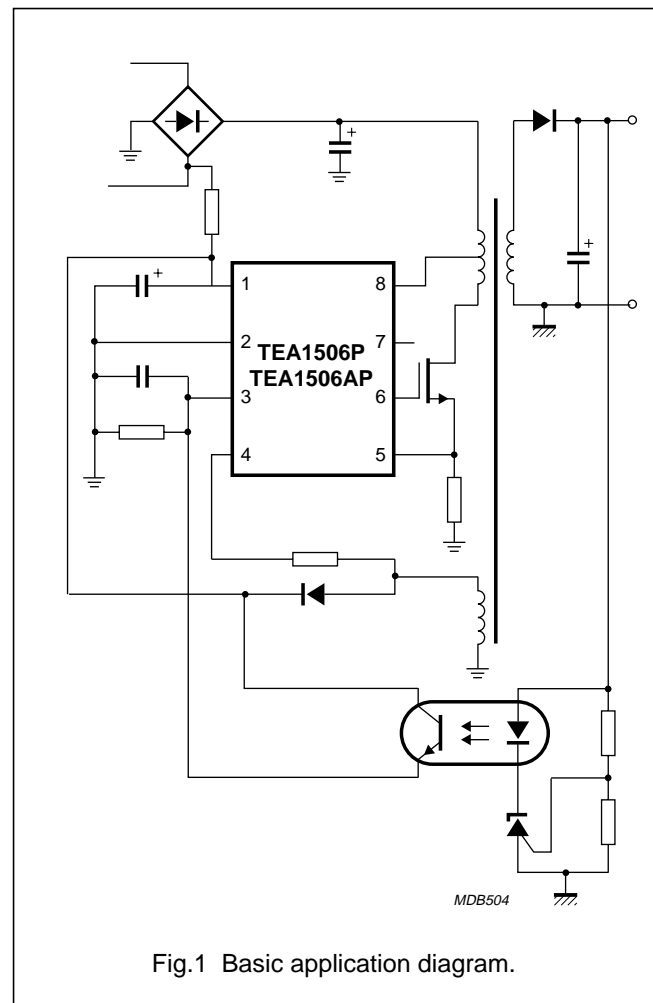 +
+
+
1 8
TEA1506P
TEA1506AP
2 7
3 6
4 5
MDB504
Fig.1 Basic application diagram.